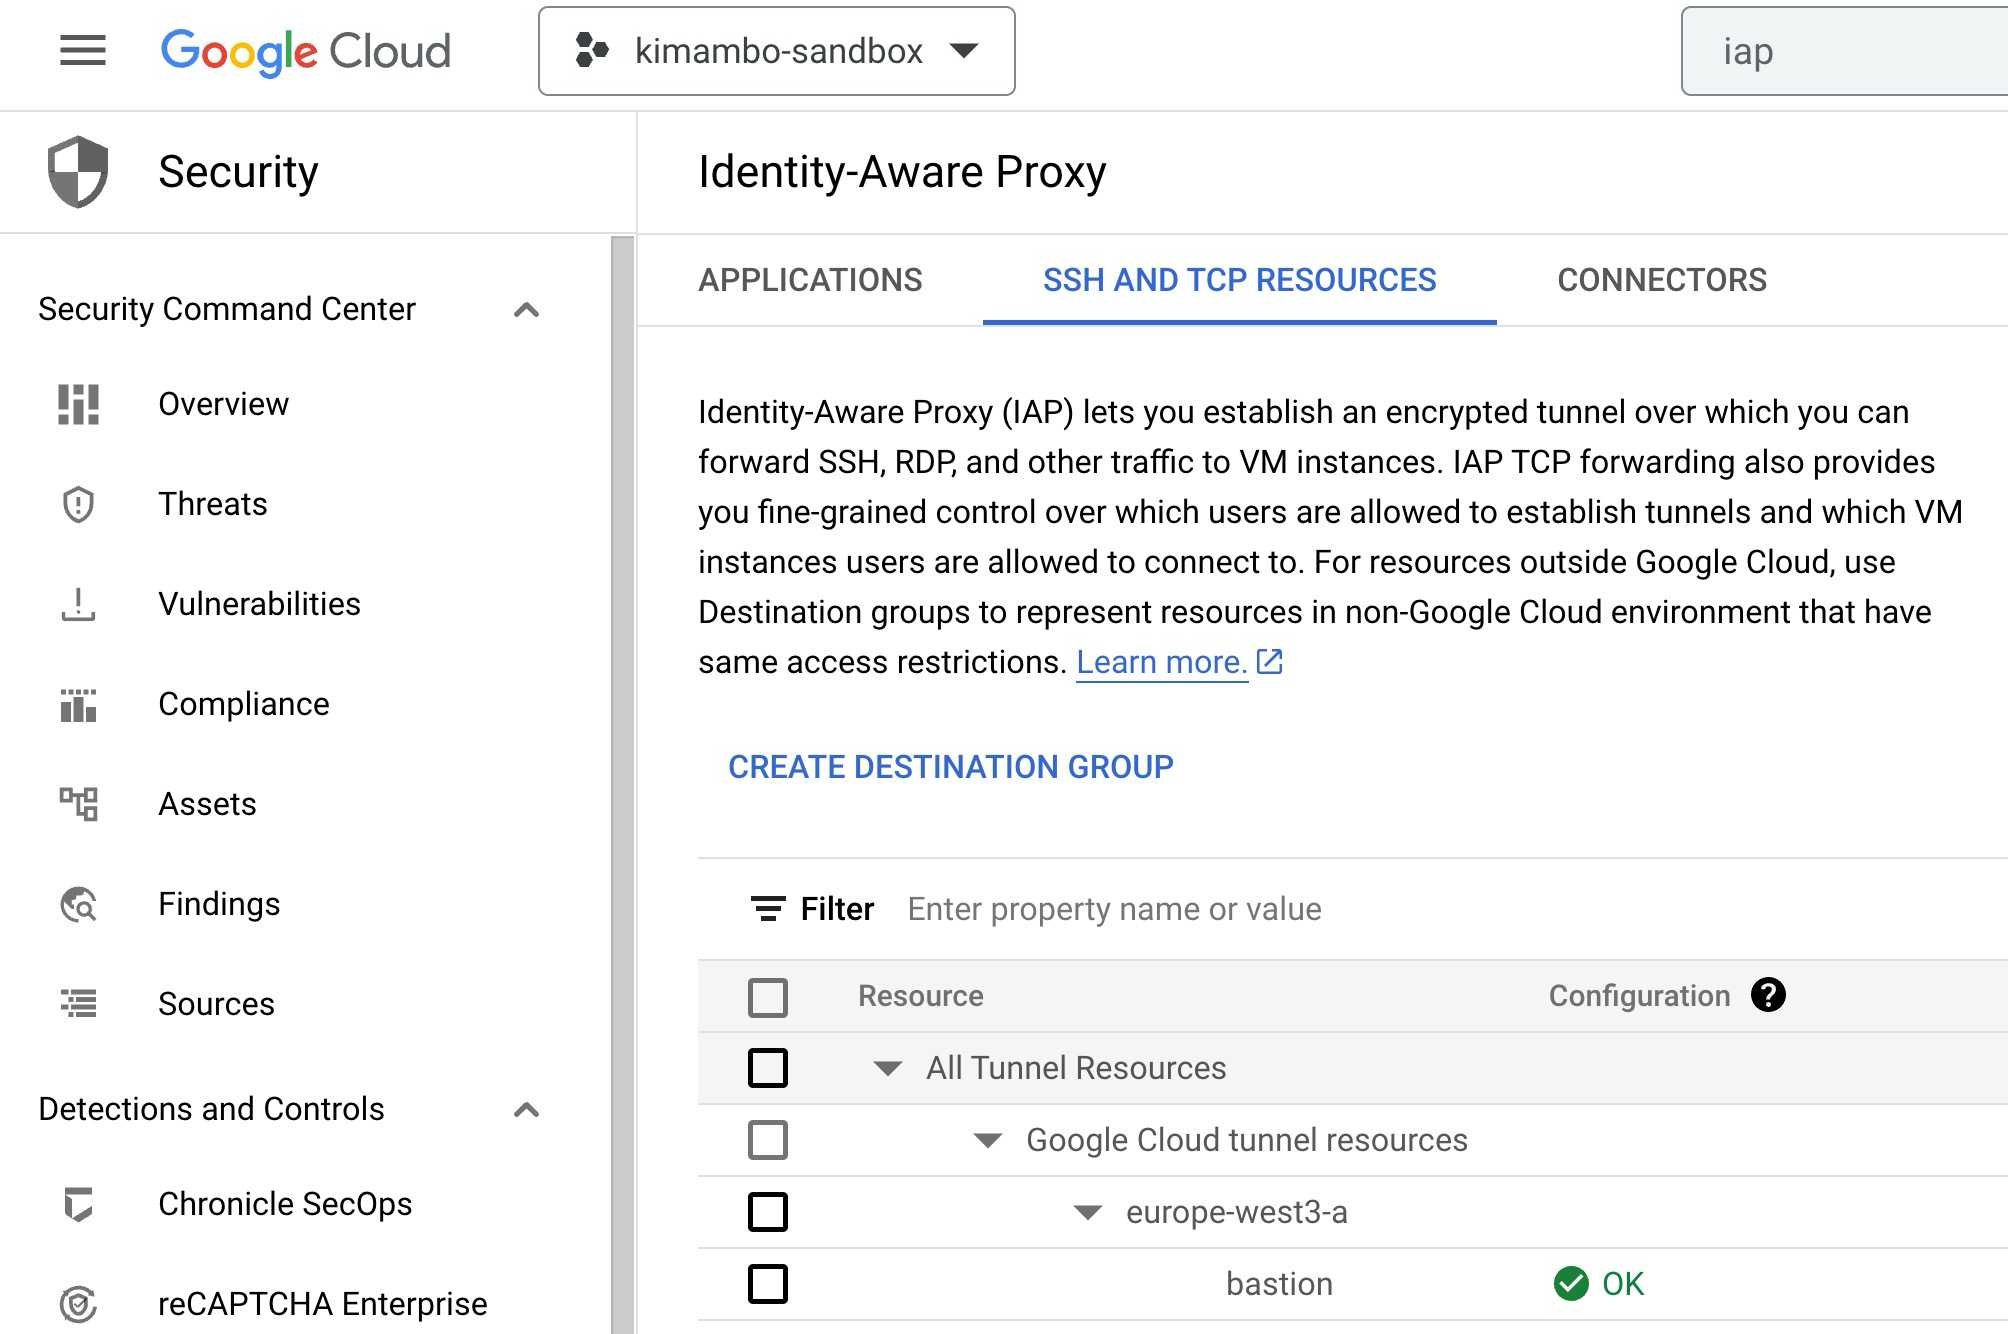 Google Cloud
kimambo-sandbox
iap
Security
Identity-Aware Proxy
Security Command Center
Overview
Threats
Vulnerabilities
Compliance
Assets
Findings
Sources
Detections and Controls
Chronicle SecOps
reCAPTCHA Enterprise
APPLICATIONS
SSH AND TCP RESOURCES
CONNECTORS
Identity-Aware Proxy (IAP) lets you establish an encrypted tunnel over which you can
forward SSH, RDP, and other traffic to VM instances. IAP TCP forwarding also provides
you fine-grained control over which users are allowed to establish tunnels and which VM
instances users are allowed to connect to. For resources outside Google Cloud, use
Destination groups to represent resources in non-Google Cloud environment that have
same access restrictions. Learn more.
CREATE DESTINATION GROUP
Filter Enter property name or value
Resource Configuration ?
All Tunnel Resources
Google Cloud tunnel resources
europe-west3-a
bastion OK